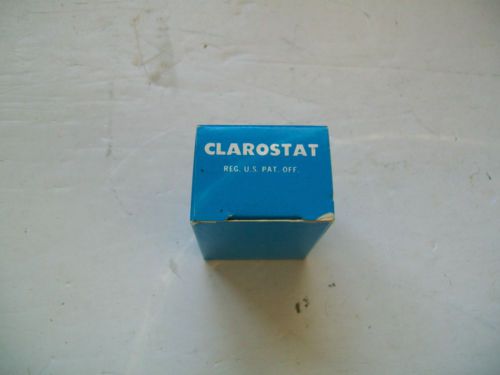 CLAROSTAT
REG. U.S. PAT. OFF.